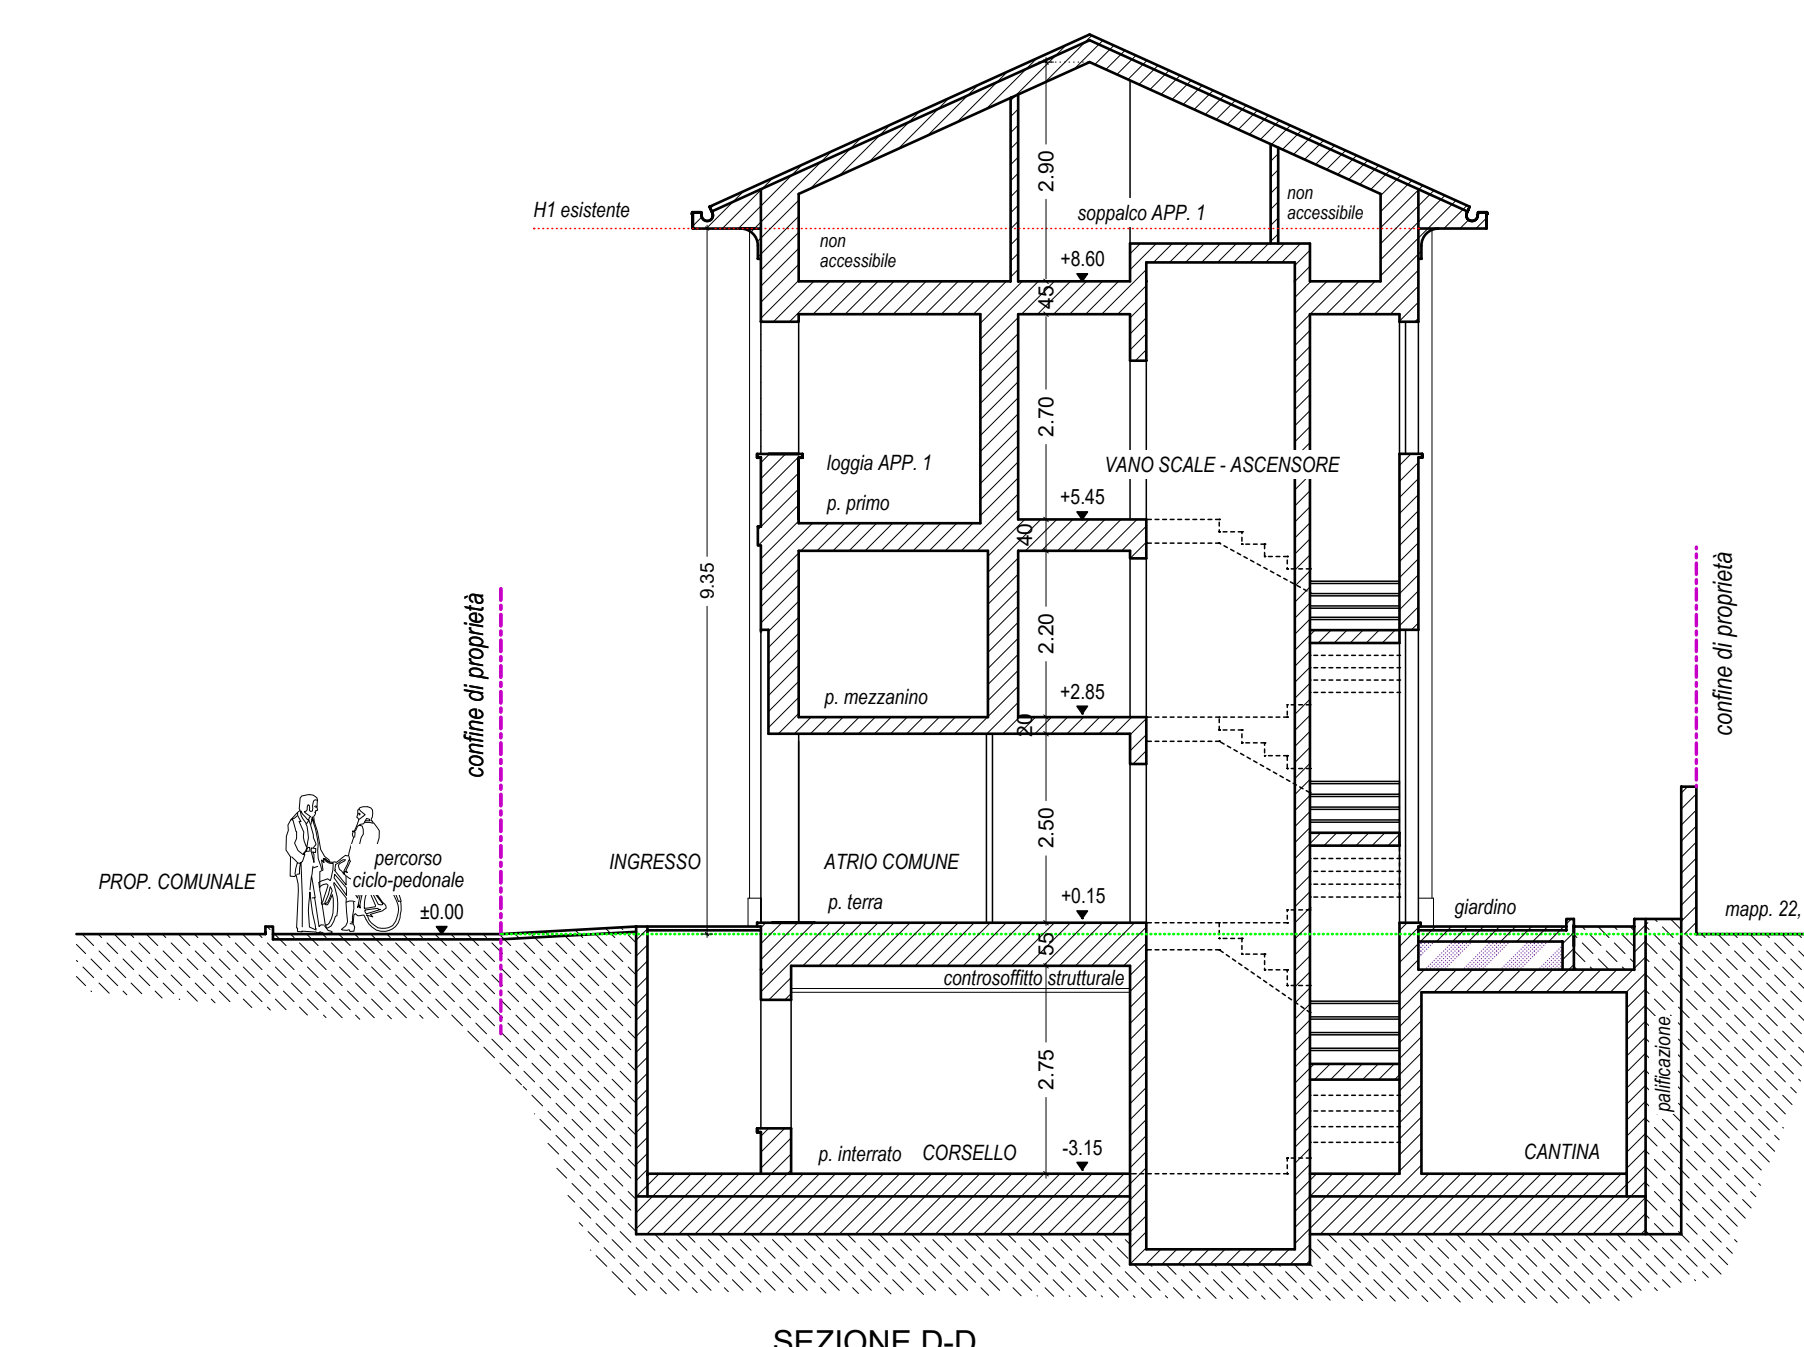 2.90
H1 esistente
non
accessibile
soppalco APP. 1
non
accessibile
+8.60
45
2.70
loggia APP. 1
VANO SCALE - ASCENSORE
p. primo
+5.45
40
9.35
confine di proprietà
confine di proprietà
2.20
p. mezzanino
+2.85
20
2.50
INGRESSO
ATRIO COMUNE
percorso
ciclo-pedonale
PROP. COMUNALE
±0.00
p. terra
+0.15
giardino
mapp. 22,
55
controsoffitto strutturale
2.75
palificazione
p. interrato
CORSELLO
-3.15
CANTINA
SEZIONE D-D